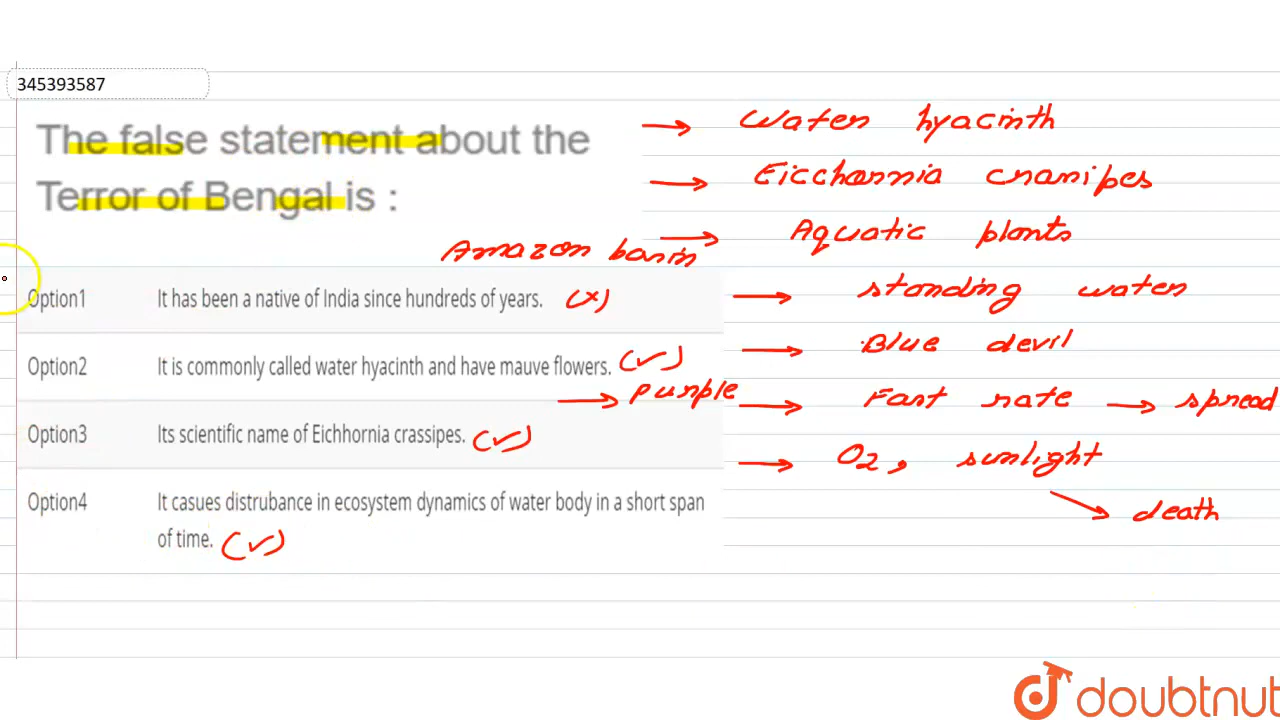 345393587
The false statement about the
Terror of Bengal is :
Option1 It has been a native of India since hundreds of years. (x)
Amazon basin
Option2 It is commonly called water hyacinth and have mauve flowers. (✓)
→ purple
Option3 Its scientific name of Eichhornia crassipes. (✓)
Option4 It casues distrubance in ecosystem dynamics of water body in a short span
of time. (✓)
→ Water hyacinth
→ Eicchornia craasipes
→ Aquatic plants
→ standing water
→ Blue devil
→ Fast rate → spread
→ O2, sunlight
→ death
doubtnut